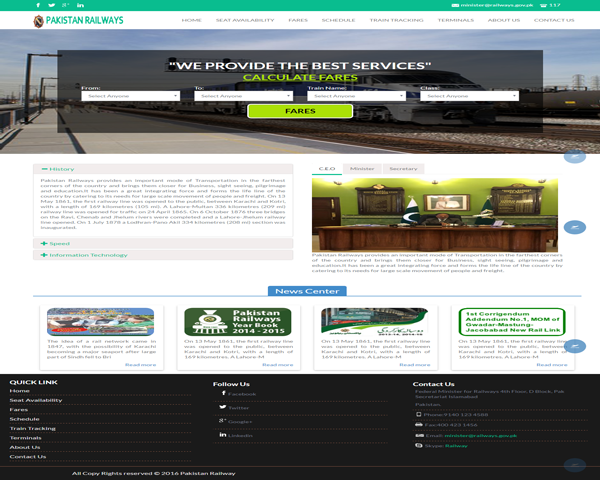 minister@railways.gov.pk 117
PAKISTAN RAILWAYS
HOME SEAT AVAILABILITY FARES SCHEDULE TRAIN TRACKING TERMINALS ABOUT US CONTACT US
"WE PROVIDE THE BEST SERVICES"
CALCULATE FARES
From: To: Train Name: Class:
Select Anyone Select Anyone Select Anyone Select Anyone
FARES
History
Pakistan Railways provides an important mode of Transportation in the farthest
corners of the country and brings them closer for Business, sight seeing, pilgrimage
and education.It has been a great integrating force and forms the life line of the
country by catering to its needs for large scale movement of people and freight. On 13
May 1861, the first railway line was opened to the public, between Karachi and Kotri,
with a length of 169 kilometres (105 mi). A Lahore-Multan 336 kilometres (209 mi)
railway line was opened for traffic on 24 April 1865. On 6 October 1876 three bridges
on the Ravi, Chenab and Jhelum rivers were completed and a Lahore-Jhelum railway
line opened. On 1 July 1878 a Lodhran-Pano Akil 334 kilometres (208 mi) section was
inaugurated.
Speed
Information Technology
C.E.O Minister Secretary
Pakistan Railways provides an important mode of Transportation in the farthest
corners of the country and brings them closer for Business, sight seeing, pilgrimage
and education.It has been a great integrating force and forms the life line of the country by
catering to its needs for large scale movement of people and freight.
News Center
The idea of a rail network came in
1847, with the possibility of Karachi
becoming a major seaport after large
part of Sindh fell to Bri
Read more
Pakistan
Railways
Year Book
2014 - 2015
On 13 May 1861, the first railway line
was opened to the public, between
Karachi and Kotri, with a length of
169 kilometres. A Lahore-M
Read more
On 13 May 1861, the first railway line
was opened to the public, between
Karachi and Kotri, with a length of
169 kilometres. A Lahore-M
Read more
1st Corrigendum
Addendum No.1, MOM of
Gwadar-Mastung-
Jacobabad New Rail Link
On 13 May 1861, the first railway line
was opened to the public, between
Karachi and Kotri, with a length of
169 kilometres. A Lahore-M
Read more
QUICK LINK
Home
Seat Availability
Fares
Schedule
Train Tracking
Terminals
About Us
Contact Us
Follow Us
Facebook
Twitter
Google+
Linkedin
Contact Us
Federal Minister for Railways 4th Floor, D Block, Pak
Secretariat Islamabad
Pakistan.
Phone:9140 123 4588
Fax:400 423 1456
Email: minister@railways.gov.pk
Skype: Railway
All Copy Rights reserved © 2016 Pakistan Railway